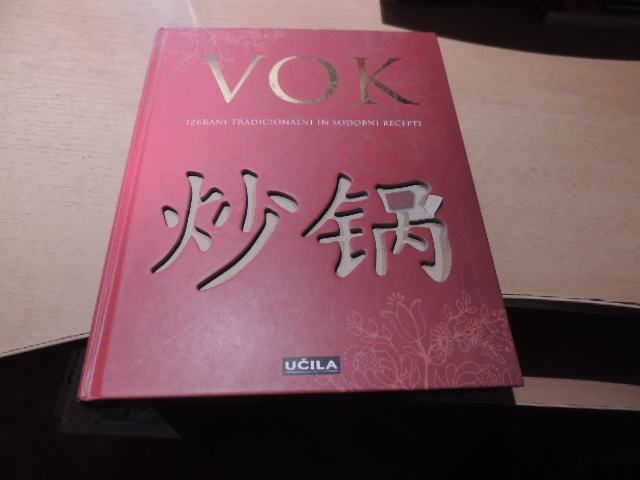 VOK
IZBRANI TRADICIONALNI IN SODOBNI RECEPTI
炒锅
UČILA